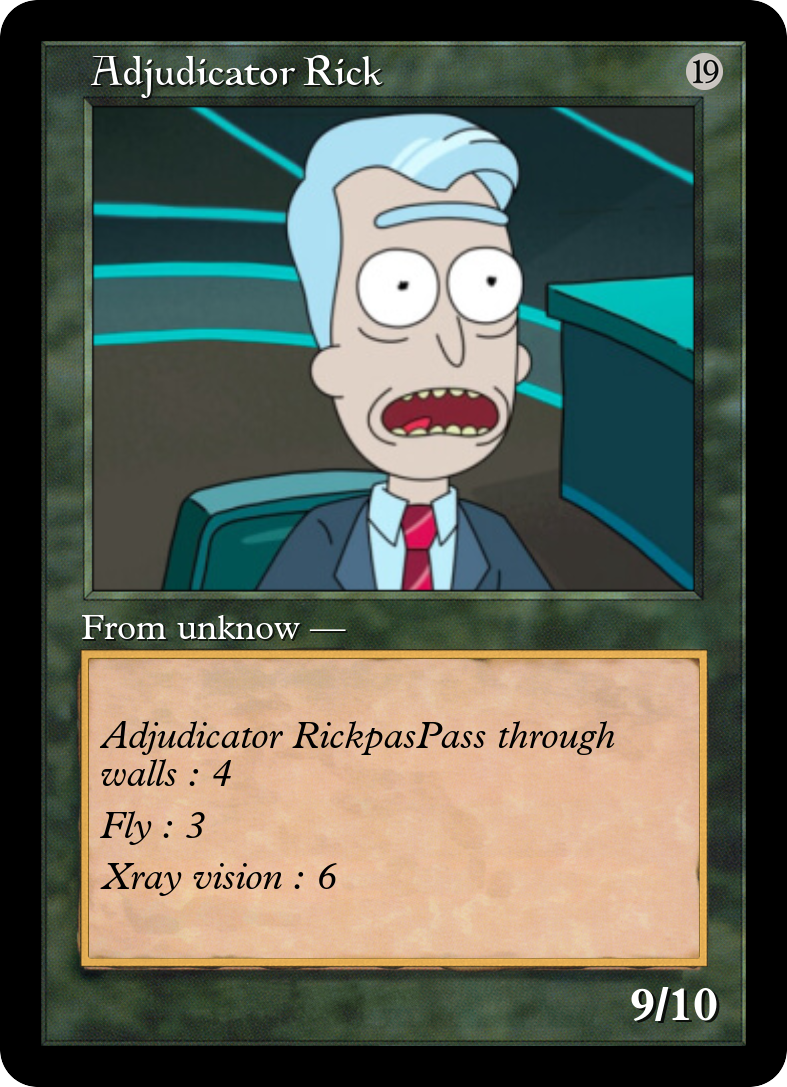 Adjudicator Rick 19
From unknow —
Adjudicator RickpasPass through
walls : 4
Fly : 3
Xray vision : 6
9/10